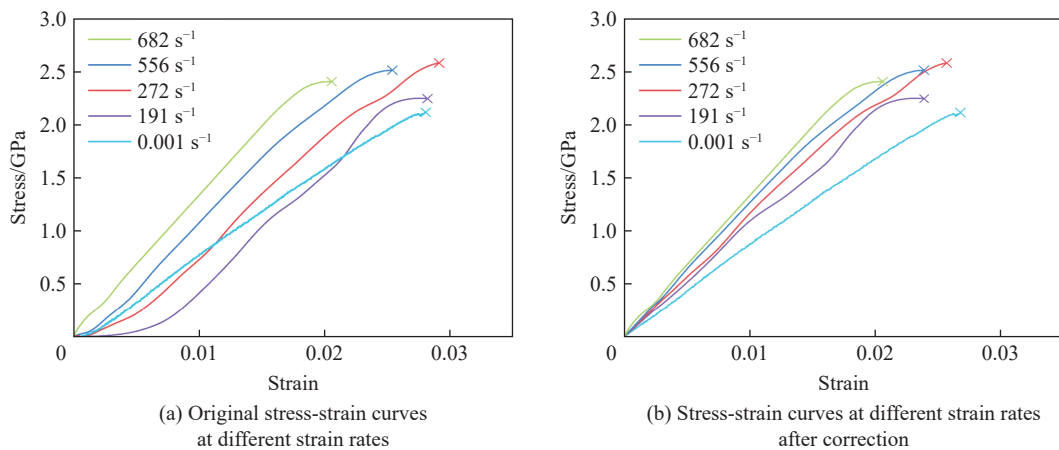 3.0
2.5
2.0
1.5
1.0
0.5
0
0.01
0.02
0.03
Stress/GPa
Strain
682 s⁻¹
556 s⁻¹
272 s⁻¹
191 s⁻¹
0.001 s⁻¹
(a) Original stress-strain curves
at different strain rates
3.0
2.5
2.0
1.5
1.0
0.5
0
0.01
0.02
0.03
Stress/GPa
Strain
682 s⁻¹
556 s⁻¹
272 s⁻¹
191 s⁻¹
0.001 s⁻¹
(b) Stress-strain curves at different strain rates
after correction